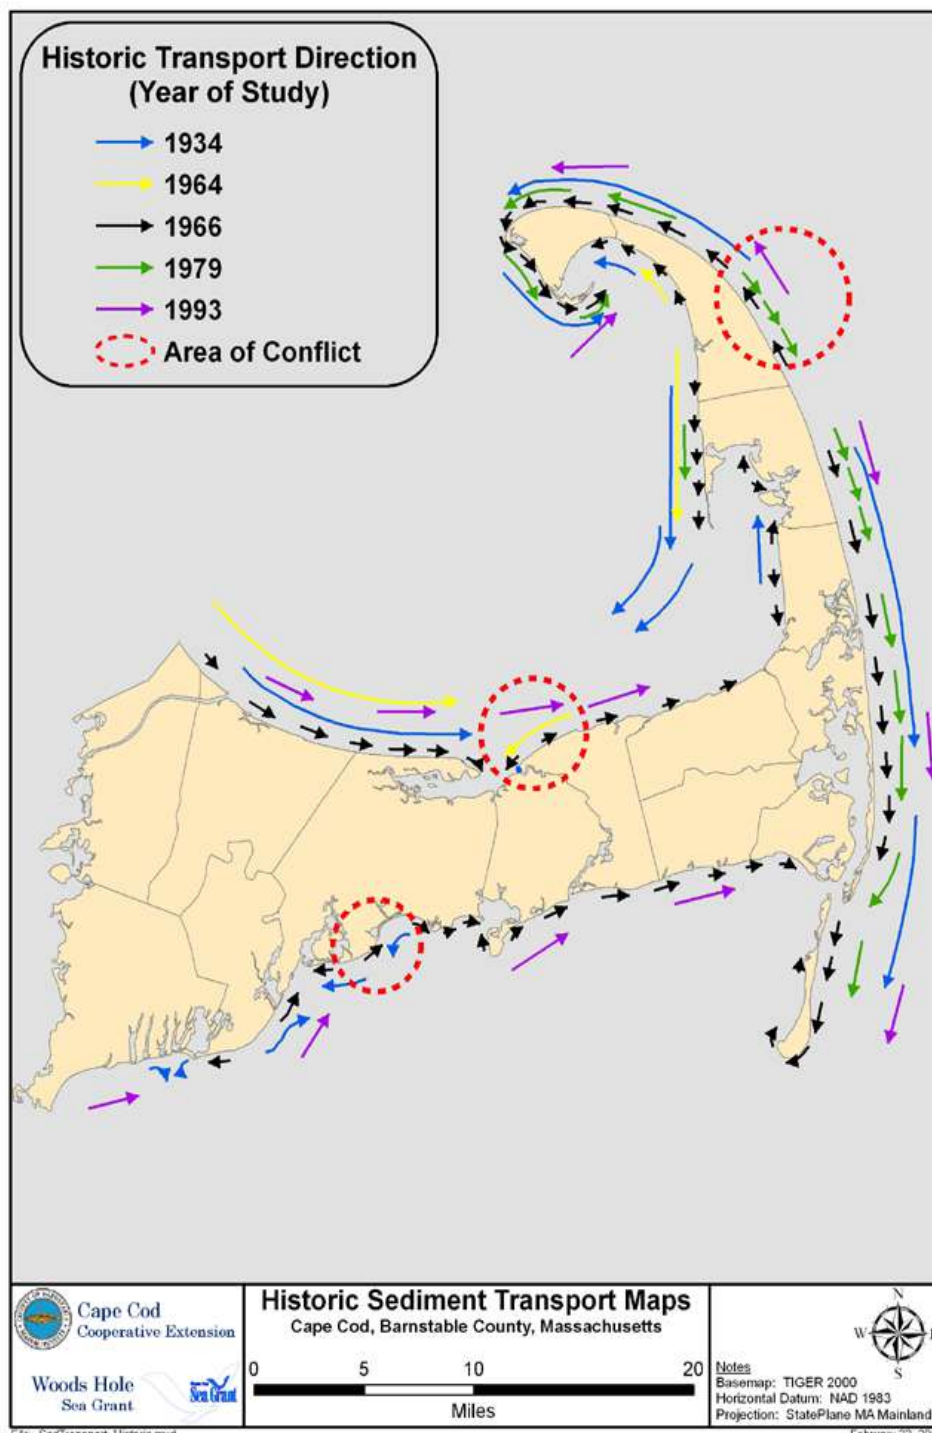 Historic Transport Direction
(Year of Study)
1934
1964
1966
1979
1993
Area of Conflict
Cape Cod
Cooperative Extension
Woods Hole
Sea Grant
Sea Grant
Historic Sediment Transport Maps
Cape Cod, Barnstable County, Massachusetts
0 5 10 20
Miles
N
W
S
Notes
Basemap: TIGER 2000
Horizontal Datum: NAD 1983
Projection: StatePlane MA Mainland